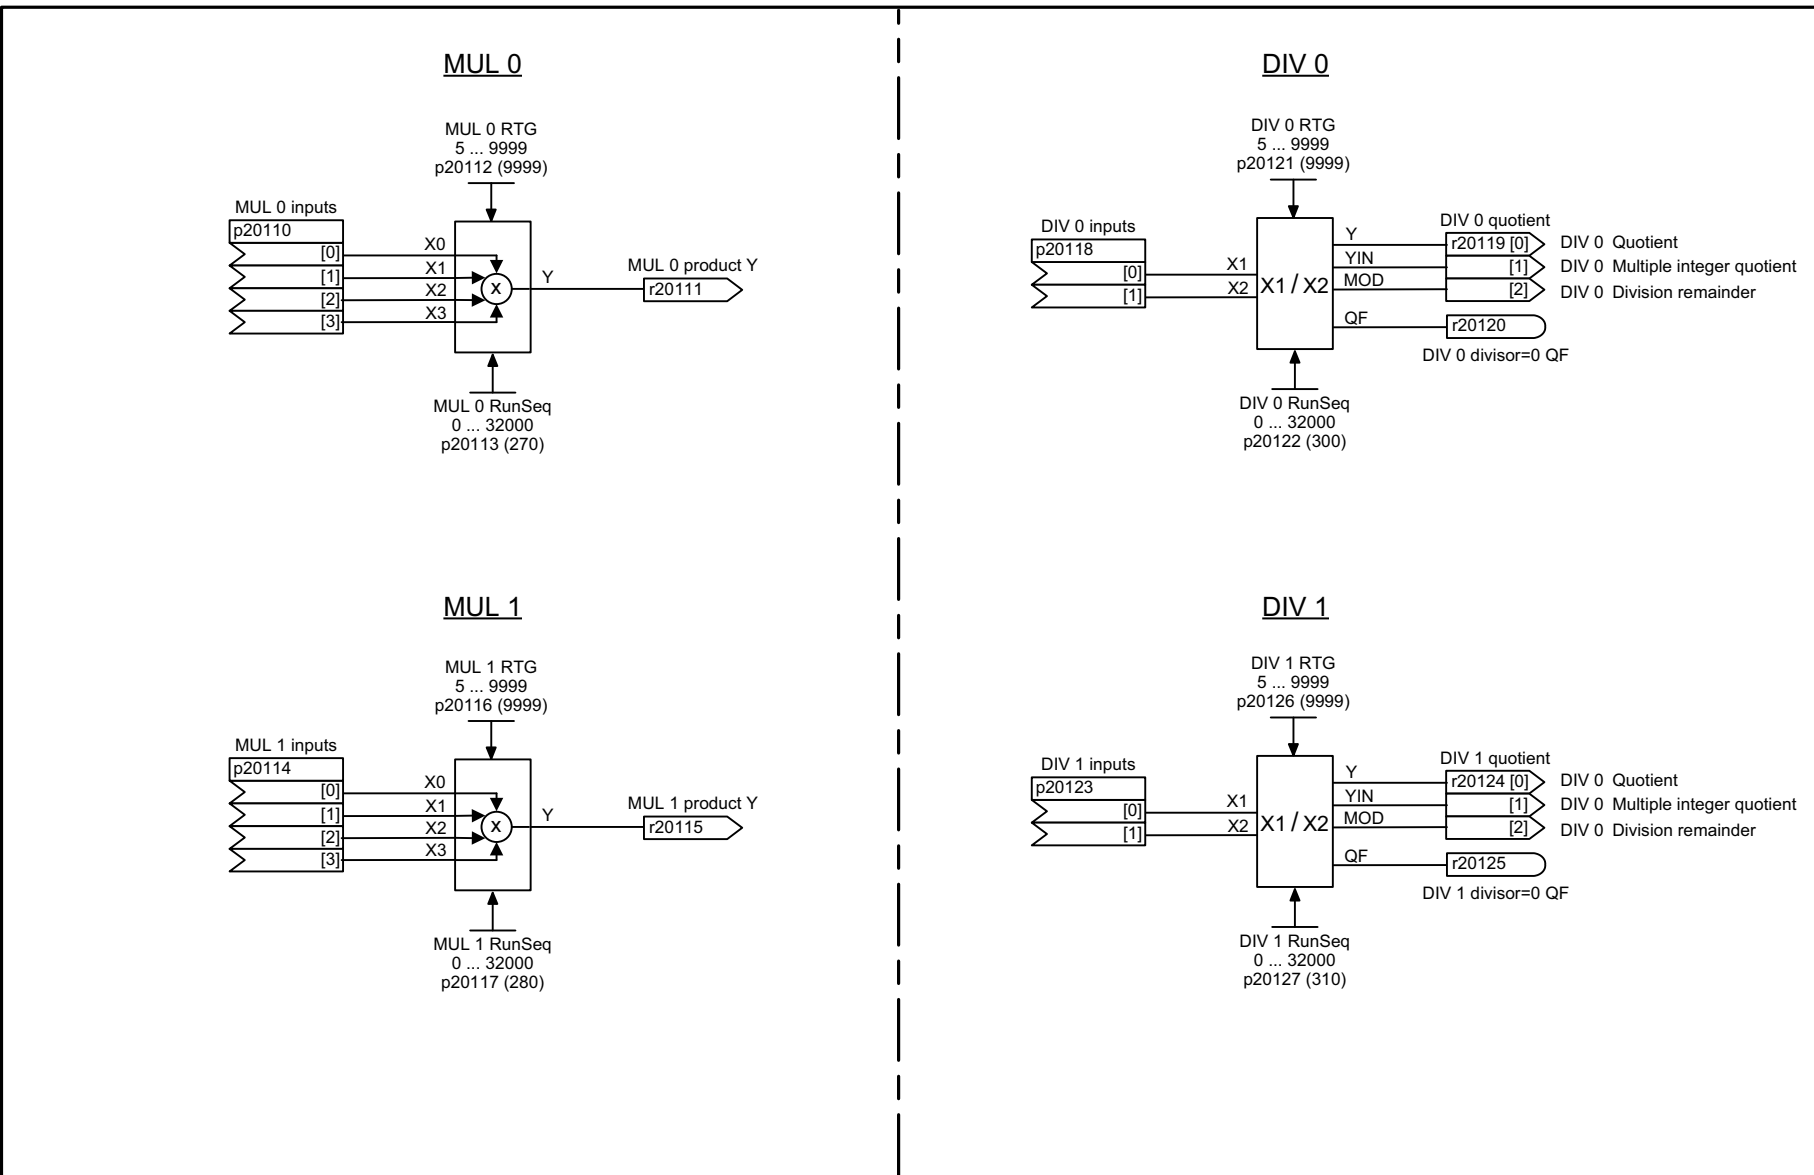 MUL 0
MUL 0 RTG
5 ... 9999
p20112 (9999)
MUL 0 inputs
p20110
[0]
[1]
[2]
[3]
X0
X1
X2
X3
X
Y
MUL 0 product Y
r20111
MUL 0 RunSeq
0 ... 32000
p20113 (270)
DIV 0
DIV 0 RTG
5 ... 9999
p20121 (9999)
DIV 0 inputs
p20118
[0]
[1]
X1
X2
X1 / X2
Y
YIN
MOD
QF
DIV 0 quotient
r20119 [0] DIV 0 Quotient
[1] DIV 0 Multiple integer quotient
[2] DIV 0 Division remainder
r20120
DIV 0 divisor=0 QF
DIV 0 RunSeq
0 ... 32000
p20122 (300)
MUL 1
MUL 1 RTG
5 ... 9999
p20116 (9999)
MUL 1 inputs
p20114
[0]
[1]
[2]
[3]
X0
X1
X2
X3
X
Y
MUL 1 product Y
r20115
MUL 1 RunSeq
0 ... 32000
p20117 (280)
DIV 1
DIV 1 RTG
5 ... 9999
p20126 (9999)
DIV 1 inputs
p20123
[0]
[1]
X1
X2
X1 / X2
Y
YIN
MOD
QF
DIV 1 quotient
r20124 [0] DIV 0 Quotient
[1] DIV 0 Multiple integer quotient
[2] DIV 0 Division remainder
r20125
DIV 1 divisor=0 QF
DIV 1 RunSeq
0 ... 32000
p20127 (310)